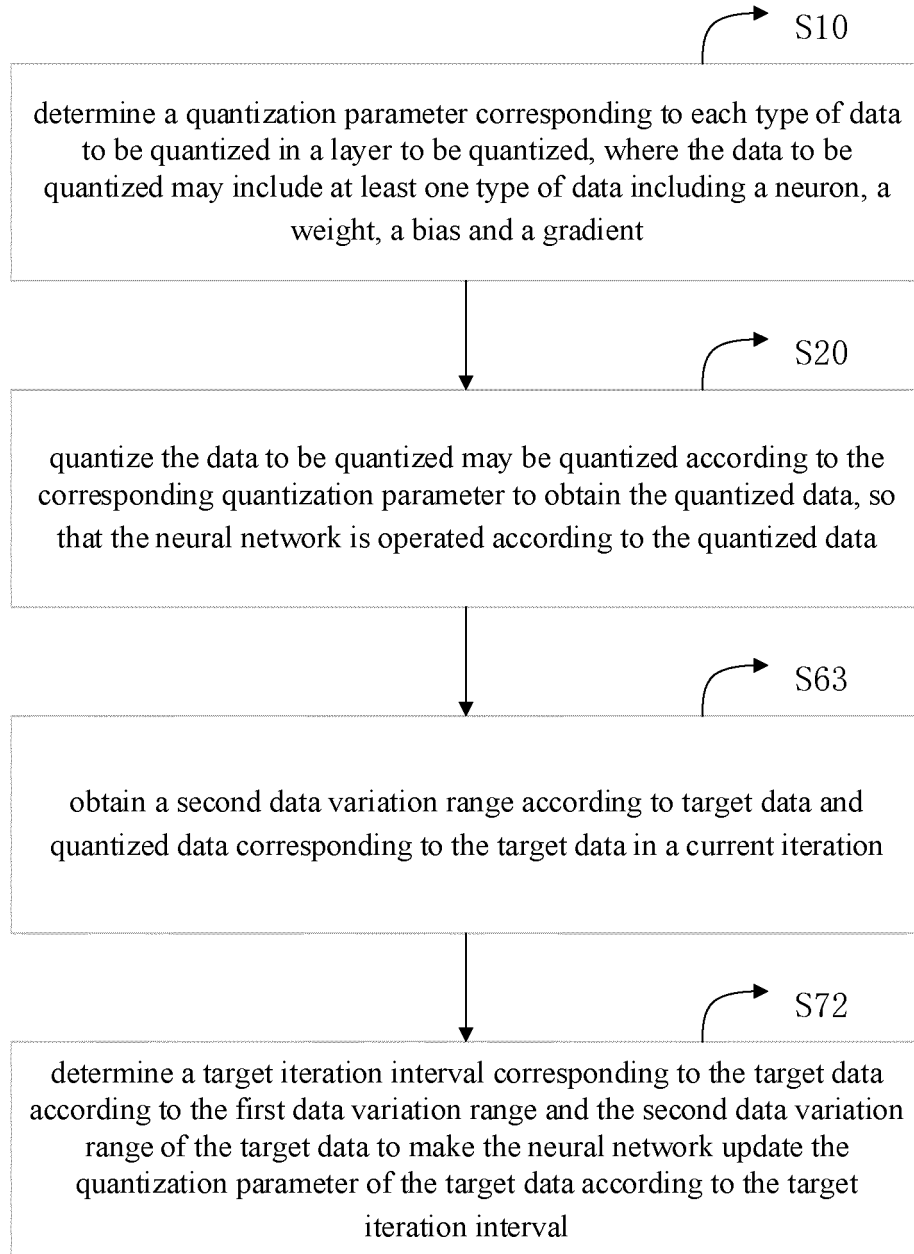 S10
determine a quantization parameter corresponding to each type of data
to be quantized in a layer to be quantized, where the data to be
quantized may include at least one type of data including a neuron, a
weight, a bias and a gradient
S20
quantize the data to be quantized may be quantized according to the
corresponding quantization parameter to obtain the quantized data, so
that the neural network is operated according to the quantized data
S63
obtain a second data variation range according to target data and
quantized data corresponding to the target data in a current iteration
S72
determine a target iteration interval corresponding to the target data
according to the first data variation range and the second data variation
range of the target data to make the neural network update the
quantization parameter of the target data according to the target
iteration interval